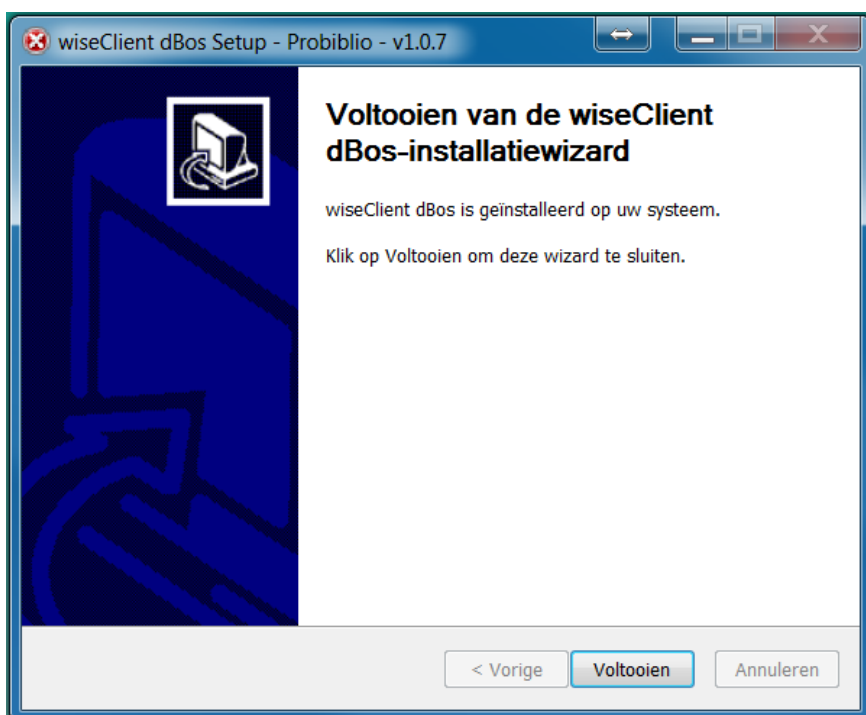 wiseClient dBos Setup - Probiblio - v1.0.7
Voltooien van de wiseClient
dBos-installatiewizard
wiseClient dBos is geïnstalleerd op uw systeem.
Klik op Voltooien om deze wizard te sluiten.
< Vorige
Voltooien
Annuleren